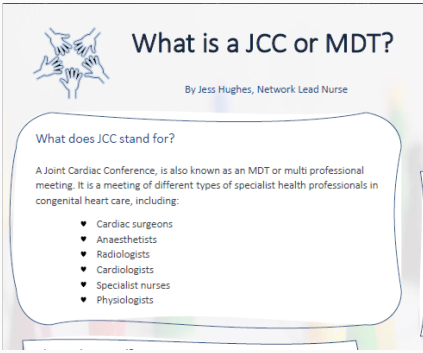 What is a JCC or MDT?
By Jess Hughes, Network Lead Nurse
What does JCC stand for?
A Joint Cardiac Conference, is also known as an MDT or multi professional
meeting. It is a meeting of different types of specialist health professionals in
congenital heart care, including:
♥ Cardiac surgeons
♥ Anaesthetists
♥ Radiologists
♥ Cardiologists
♥ Specialist nurses
♥ Physiologists